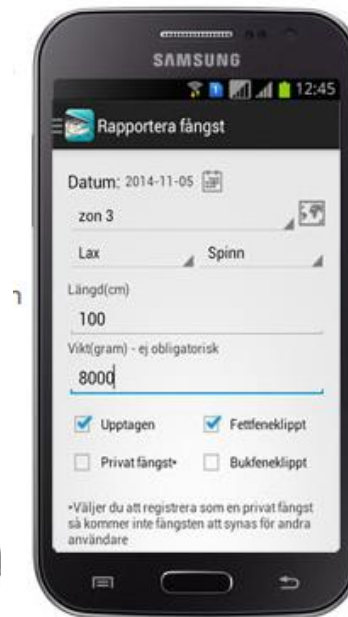 SAMSUNG
12:45
Rapportera fångst
Datum: 2014-11-05
zon 3
Lax Spinn
Längd(cm)
100
Vikt(gram) - ej obligatorisk
8000
Upptagen Fettfeneklippt
Privat fångst* Bukfeneklippt
*Väljer du att registrera som en privat fångst
så kommer inte fångsten att synas för andra
användare